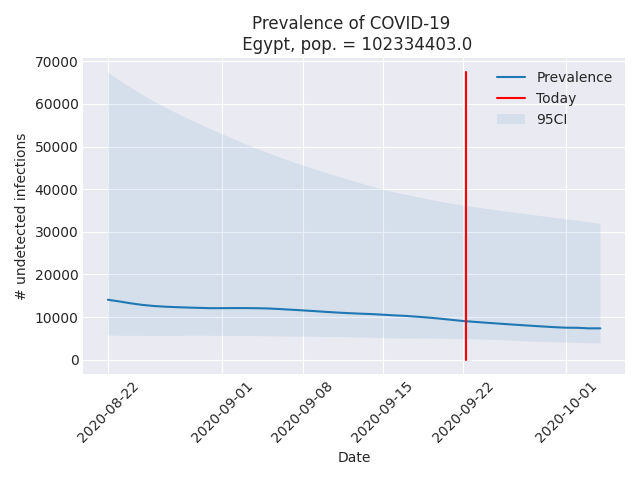 Prevalence of COVID-19
Egypt, pop. = 102334403.0
# undetected infections
70000
60000
50000
40000
30000
20000
10000
0
Prevalence
Today
95CI
2020-08-22
2020-09-01
2020-09-08
2020-09-15
2020-09-22
2020-10-01
Date